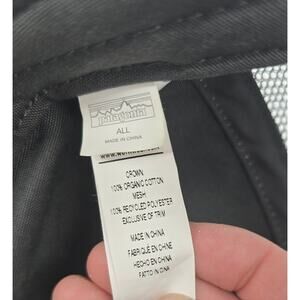 patagonia
ALL
MADE IN CHINA
CROWN
100% ORGANIC COTTON
MESH
100% RECYCLED POLYESTER
EXCLUSIVE OF TRIM
MADE IN CHINA
FABRIQUÉ EN CHINE
HECHO EN CHINA
FATTO IN CINA